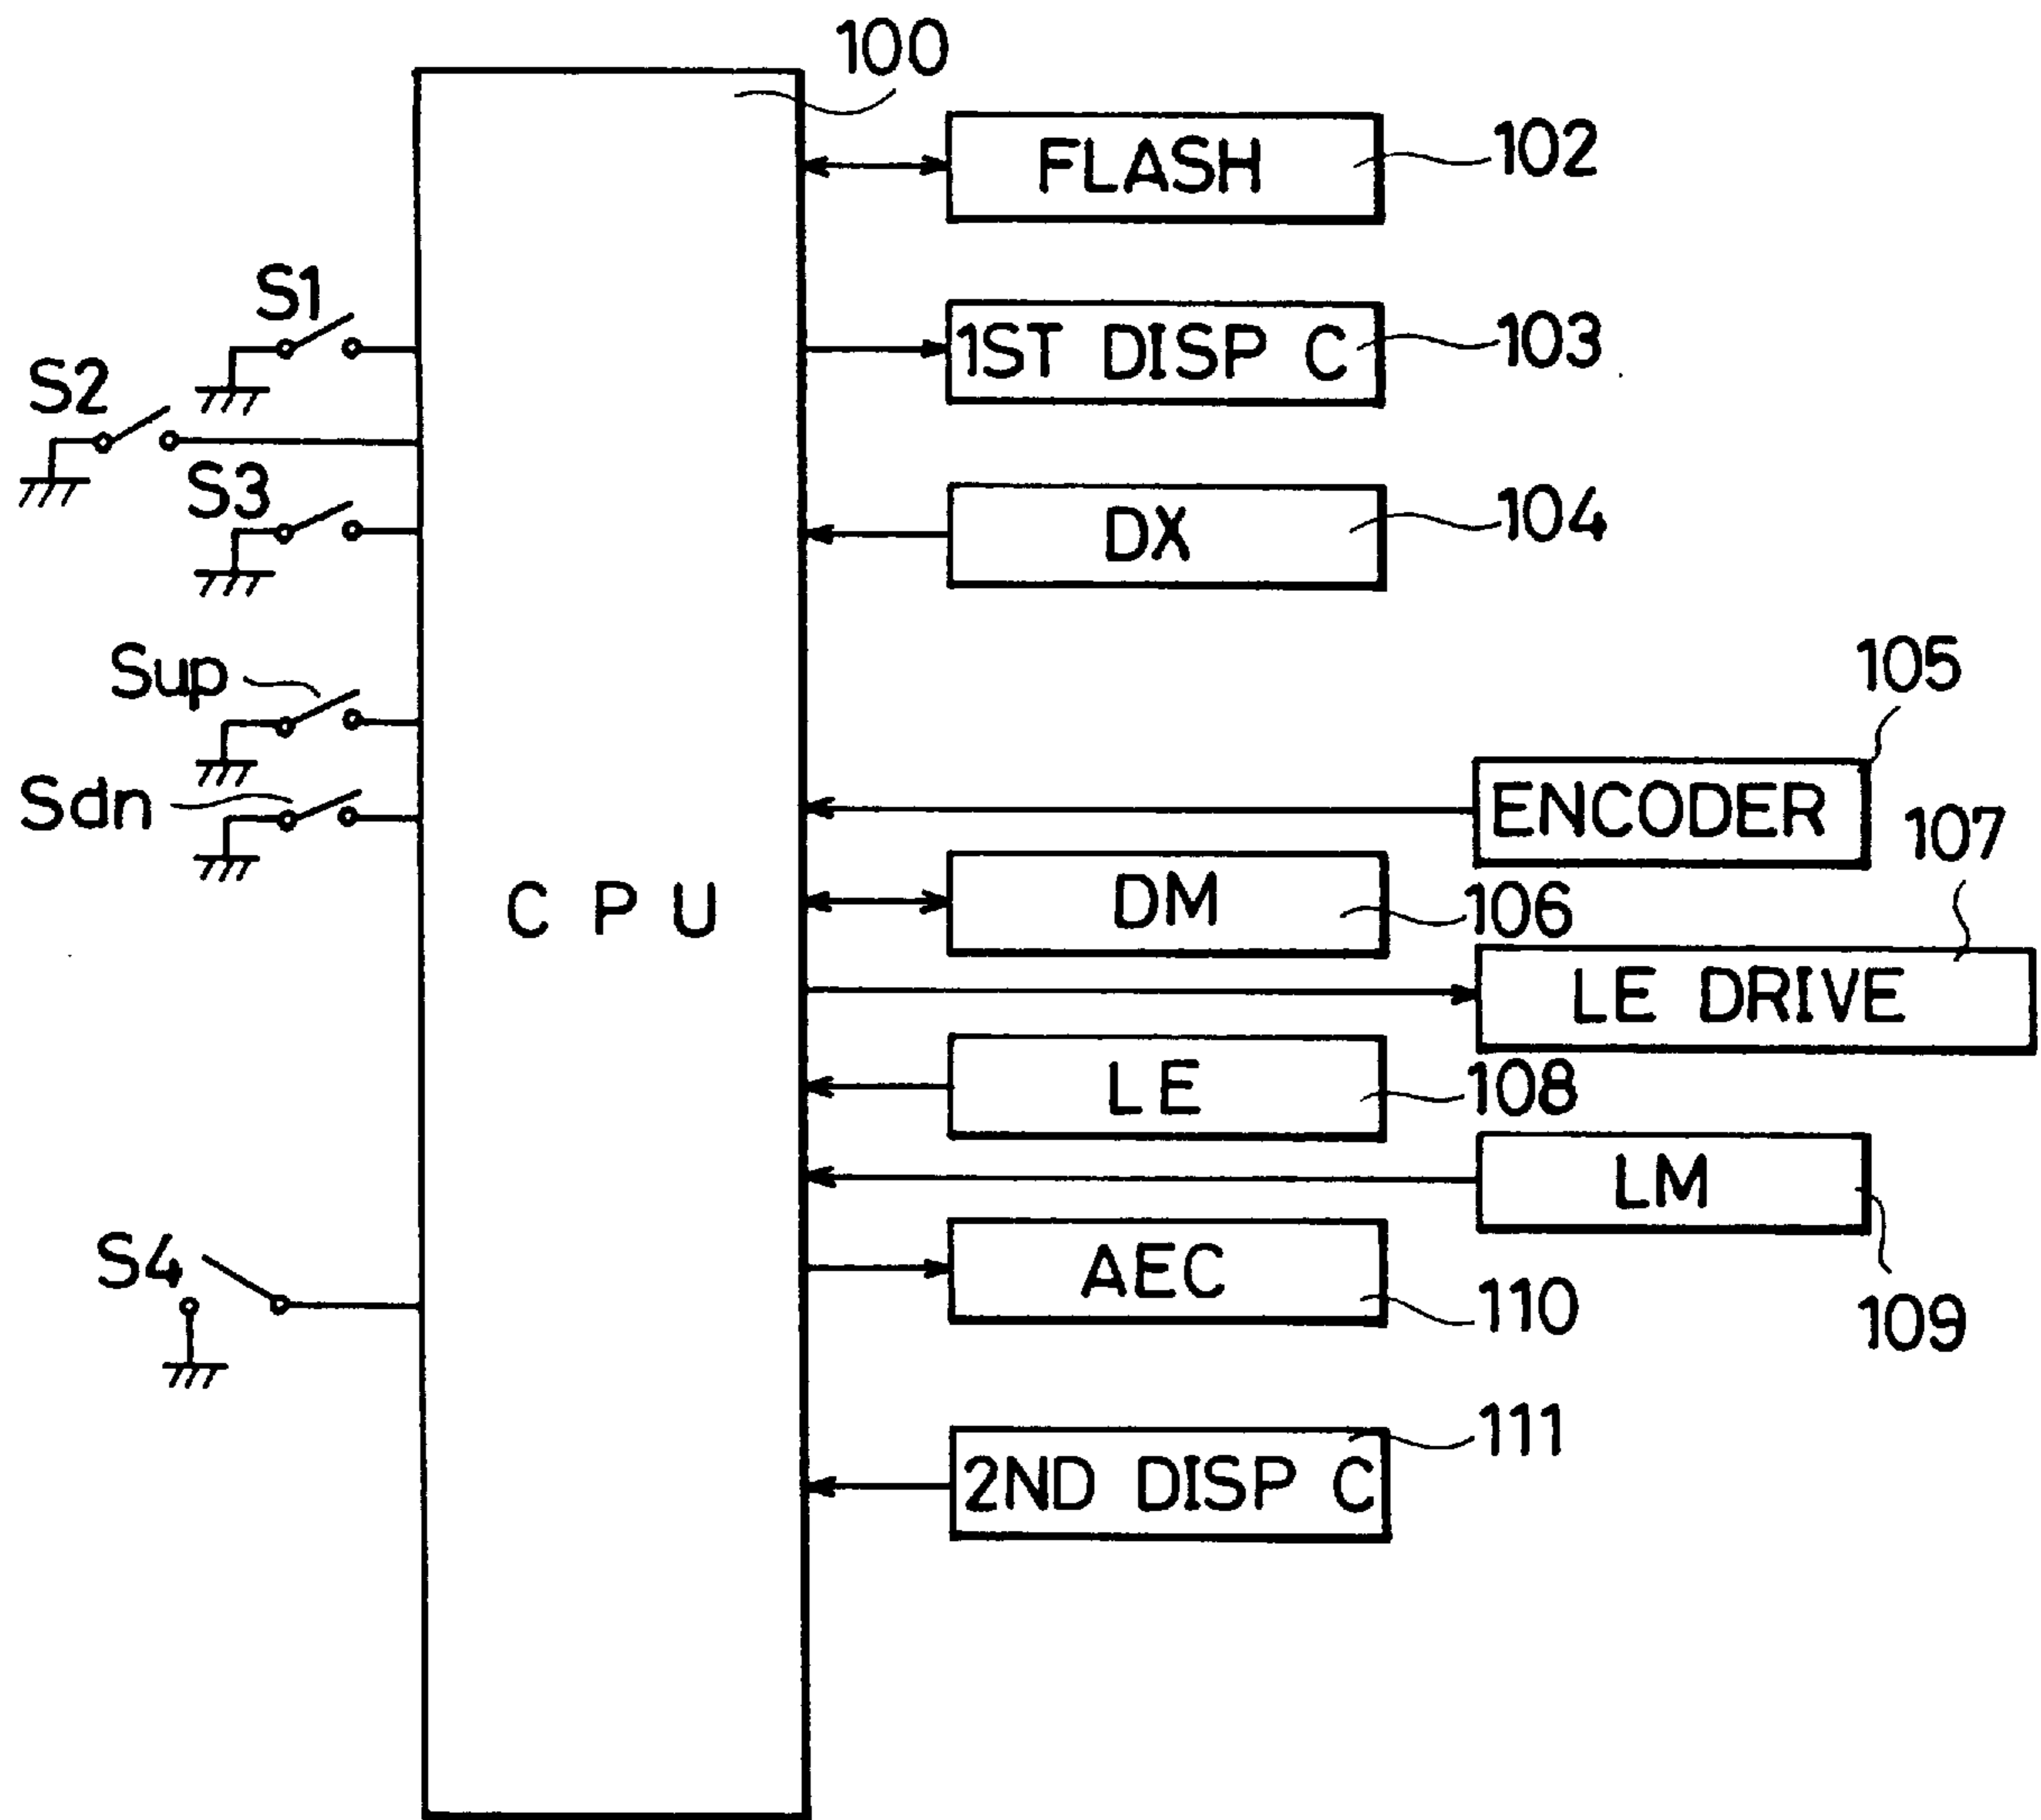 100
FLASH
102
S1
1ST DISP C
103
S2
S3
DX
104
Sup
105
Sdn
ENCODER
107
CPU
DM
106
LE DRIVE
LE
108
LM
S4
AEC
110
109
111
2ND DISP C